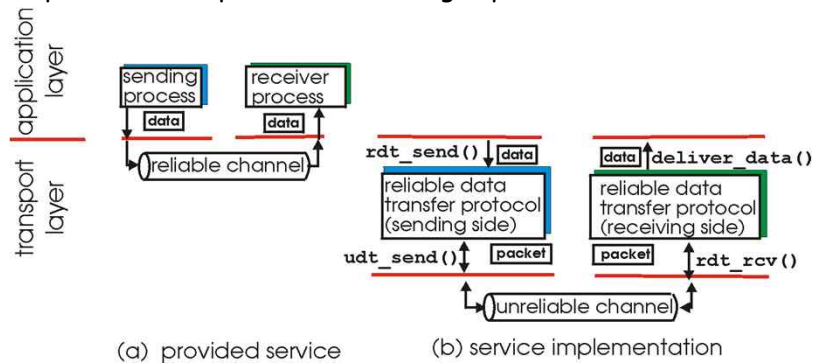 application
layer
transport
layer
sending
process
receiver
process
data
data
reliable channel
rdt_send()
data
data
deliver_data()
reliable data
transfer protocol
(sending side)
reliable data
transfer protocol
(receiving side)
udt_send()
packet
packet
rdt_rcv()
unreliable channel
(a) provided service
(b) service implementation